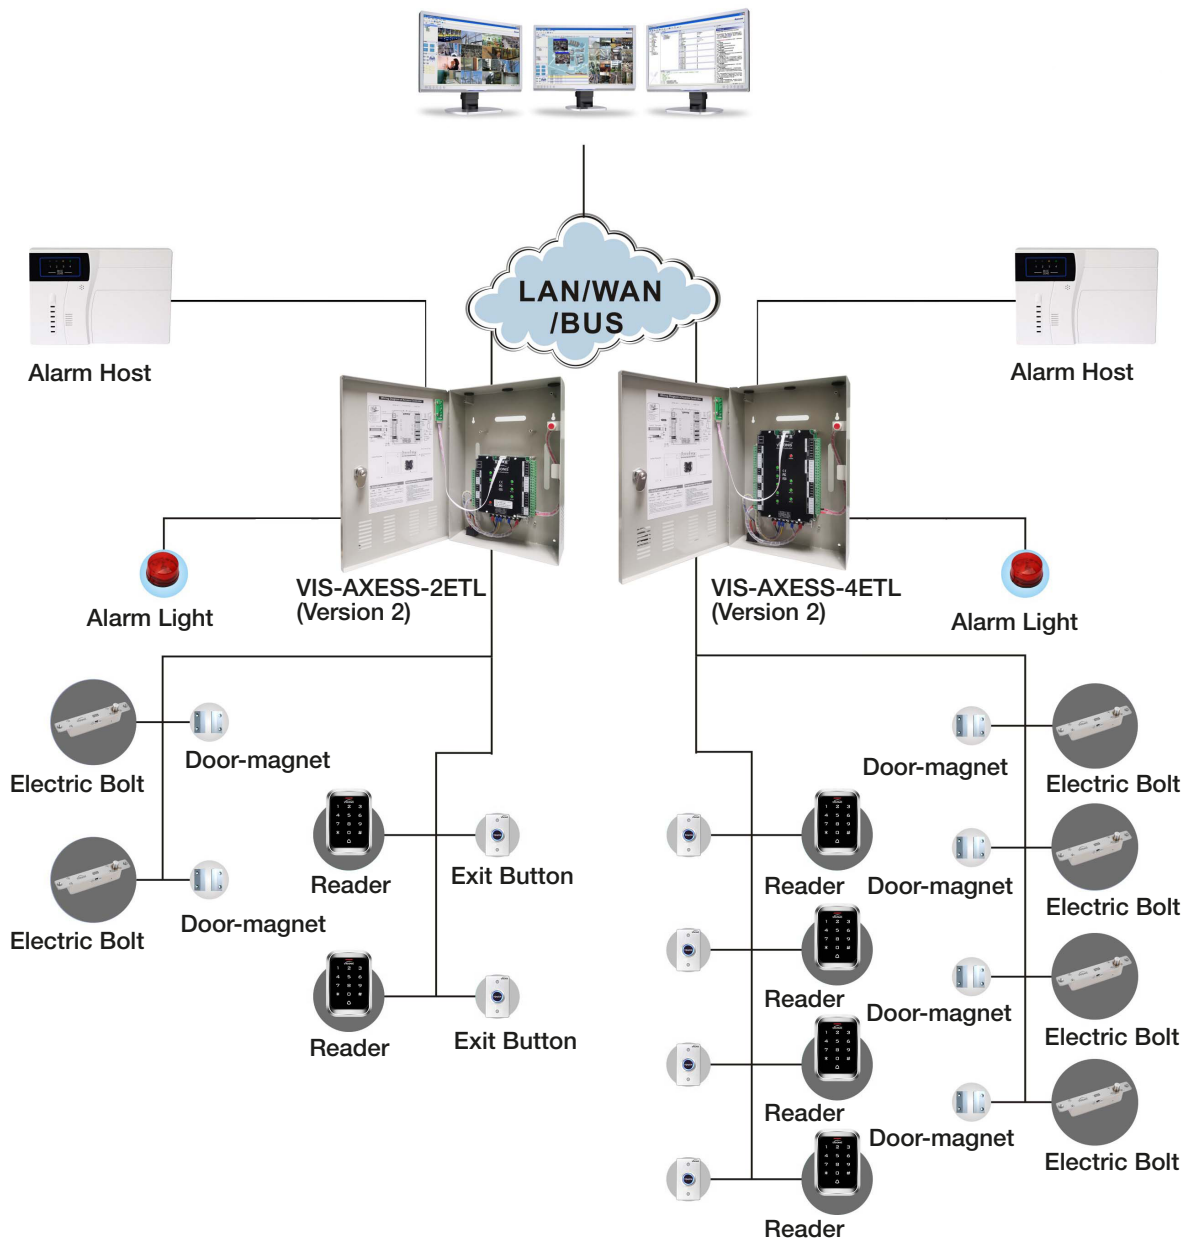 LAN/WAN
/BUS
Alarm Host
Alarm Host
VIS-AXESS-2ETL
(Version 2)
VIS-AXESS-4ETL
(Version 2)
Alarm Light
Alarm Light
Door-magnet
Electric Bolt
Door-magnet
Electric Bolt
Reader
Exit Button
Reader
Exit Button
Door-magnet
Electric Bolt
Reader
Door-magnet
Electric Bolt
Reader
Door-magnet
Electric Bolt
Reader
Door-magnet
Electric Bolt
Reader